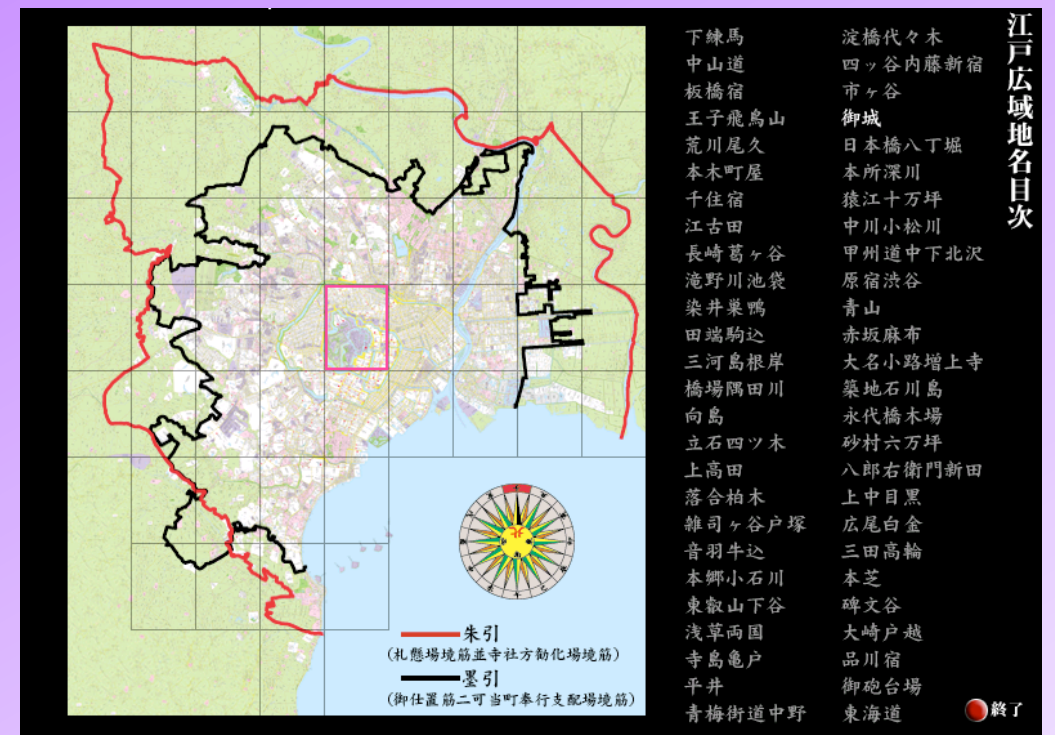 江戸広域地名目次
下練馬
中山道
板橋宿
王子飛鳥山
荒川尾久
本木町屋
千住宿
江古田
長崎葛ヶ谷
滝野川池袋
染井巣鴨
田端駒込
三河島根岸
橋場隅田川
向島
立石四ツ木
上高田
落合柏木
雑司ヶ谷戸塚
音羽牛込
本郷小石川
東叡山下谷
浅草両国
寺島亀戸
平井
青梅街道中野
淀橋代々木
四ッ谷内藤新宿
市ヶ谷
御城
日本橋八丁堀
本所深川
猿江十万坪
中川小松川
甲州道中下北沢
原宿渋谷
青山
赤坂麻布
大名小路増上寺
築地石川島
永代橋木場
砂村六万坪
八郎右衛門新田
上中目黒
広尾白金
三田高輪
本芝
碑文谷
大崎戸越
品川宿
御砲台場
東海道
朱引
(札懸場境筋並寺社方勧化場境筋)
墨引
(御仕置筋ニ可当町奉行支配場境筋)
終了